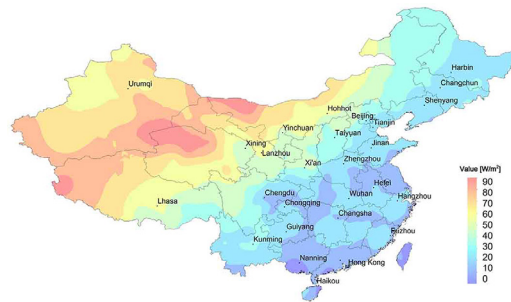 Harbin
Urumqi
Changchun
Shenyang
Hohhot
Beijing
Tianjin
Yinchuan
Taiyuan
Xining
Jinan
Lanzhou
Zhengzhou
Xi'an
Value [W/m²]
90
80
70
60
50
40
30
20
10
0
Hefei
Chengdu
Wuhan
Hangzhou
Lhasa
Chongqing
Changsha
Guiyang
Fuzhou
Kunming
Nanning
Hong Kong
Haikou